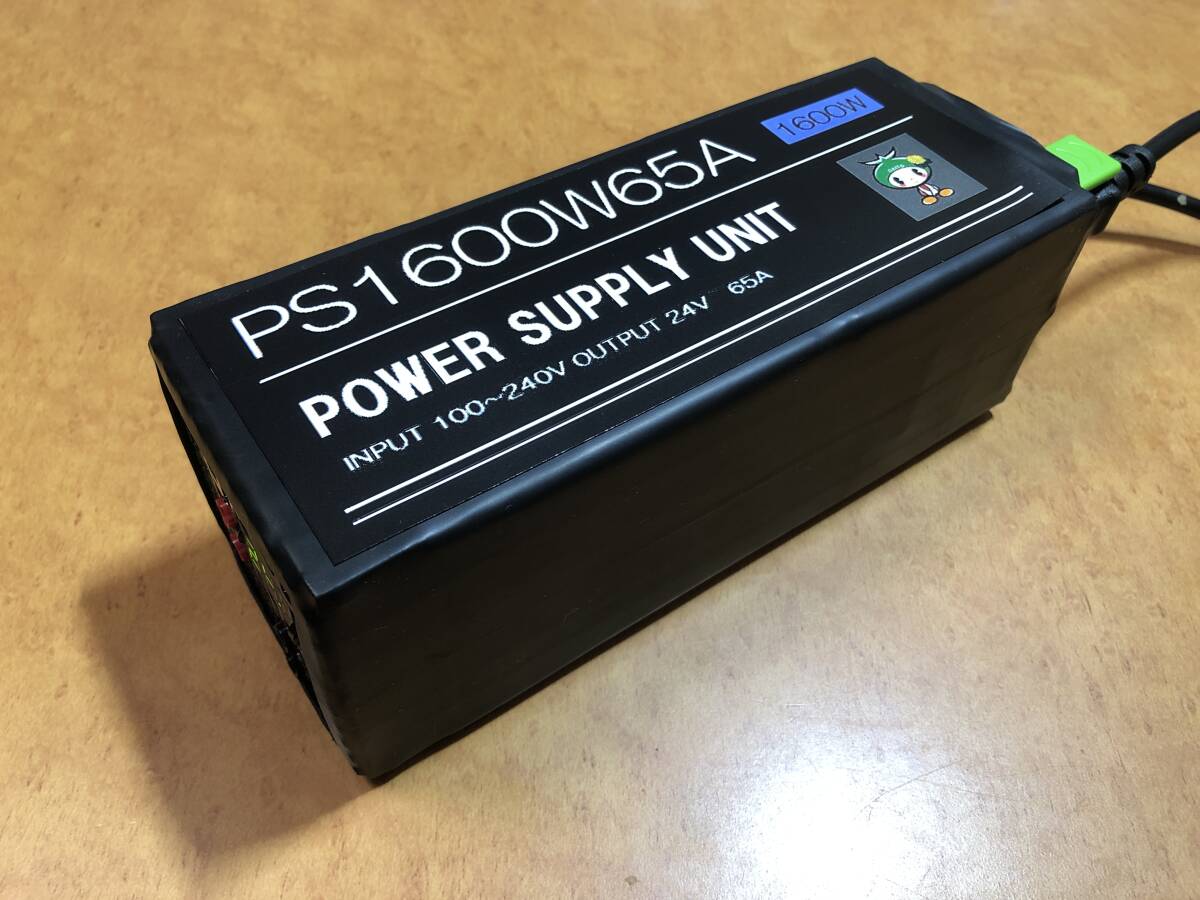 PS1600W65A
1600W
POWER SUPPLY UNIT
INPUT 100~240V OUTPUT 24V 65A